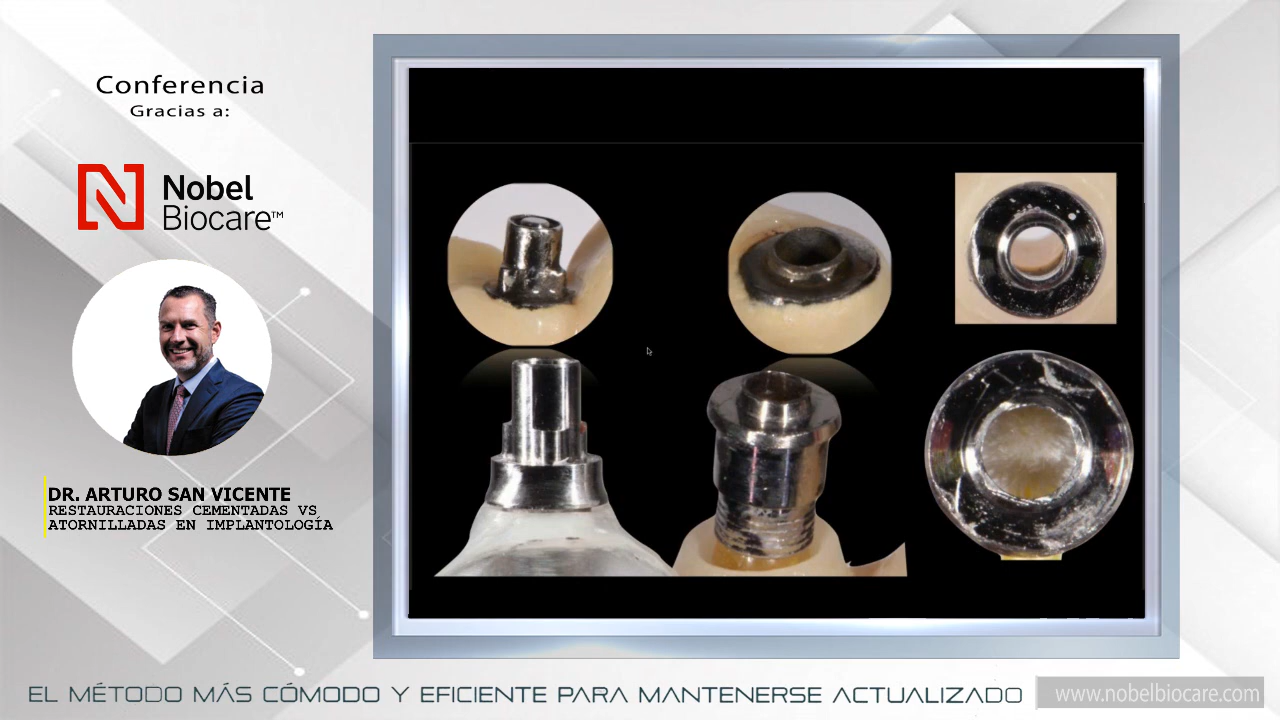 Conferencia
Gracias a:
Nobel
Biocare™
DR. ARTURO SAN VICENTE
RESTAURACIONES CEMENTADAS VS
ATORNILLADAS EN IMPLANTOLOGÍA
EL MÉTODO MÁS CÓMODO Y EFICIENTE PARA MANTENERSE ACTUALIZADO
www.nobelbiocare.com